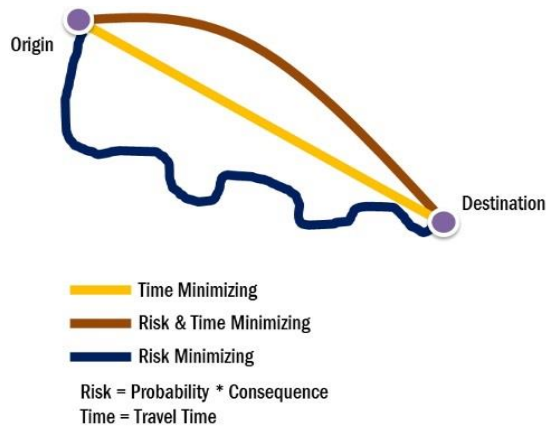 Origin
Destination
Time Minimizing
Risk & Time Minimizing
Risk Minimizing
Risk = Probability * Consequence
Time = Travel Time